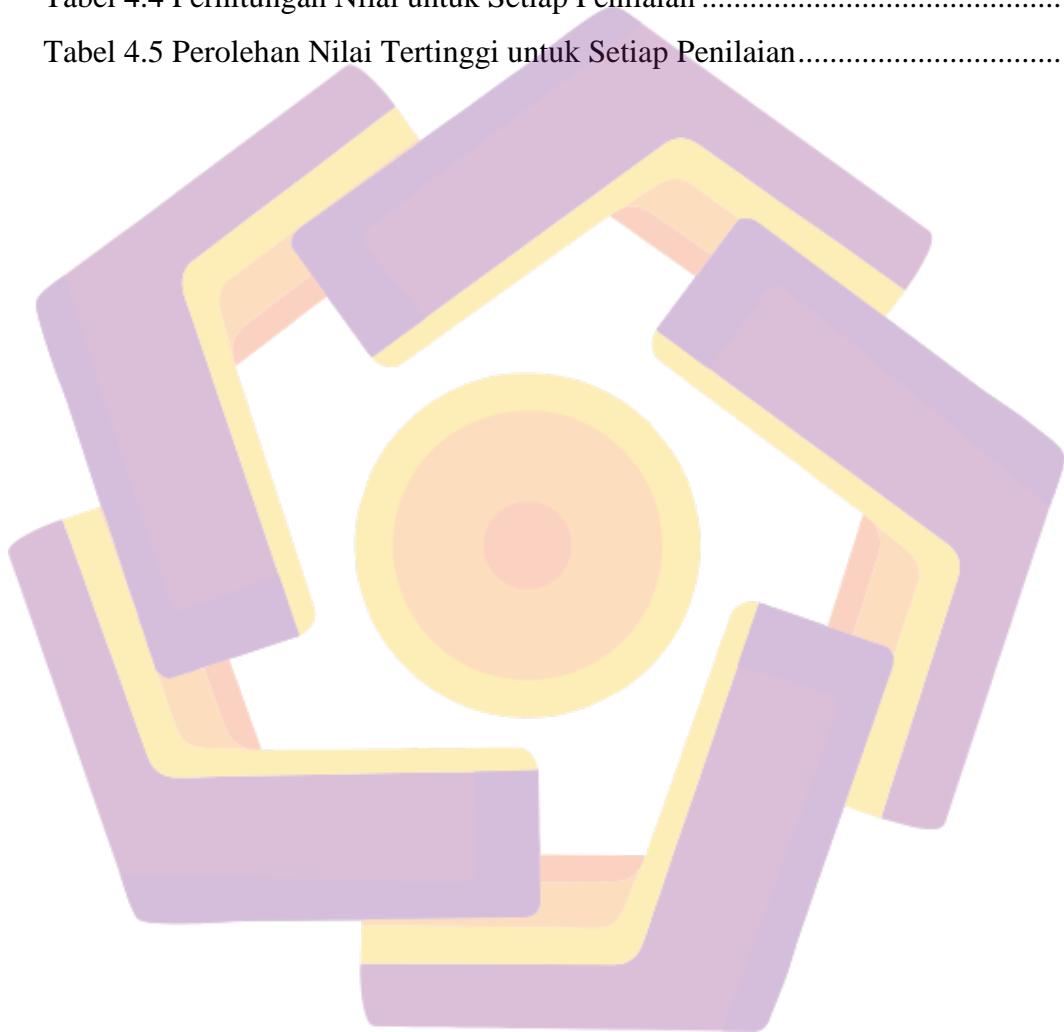 Tabel 4.4 Perhitungan Nilai untuk Setiap Penilaian ....................................
Tabel 4.5 Perolehan Nilai Tertinggi untuk Setiap Penilaian.............................